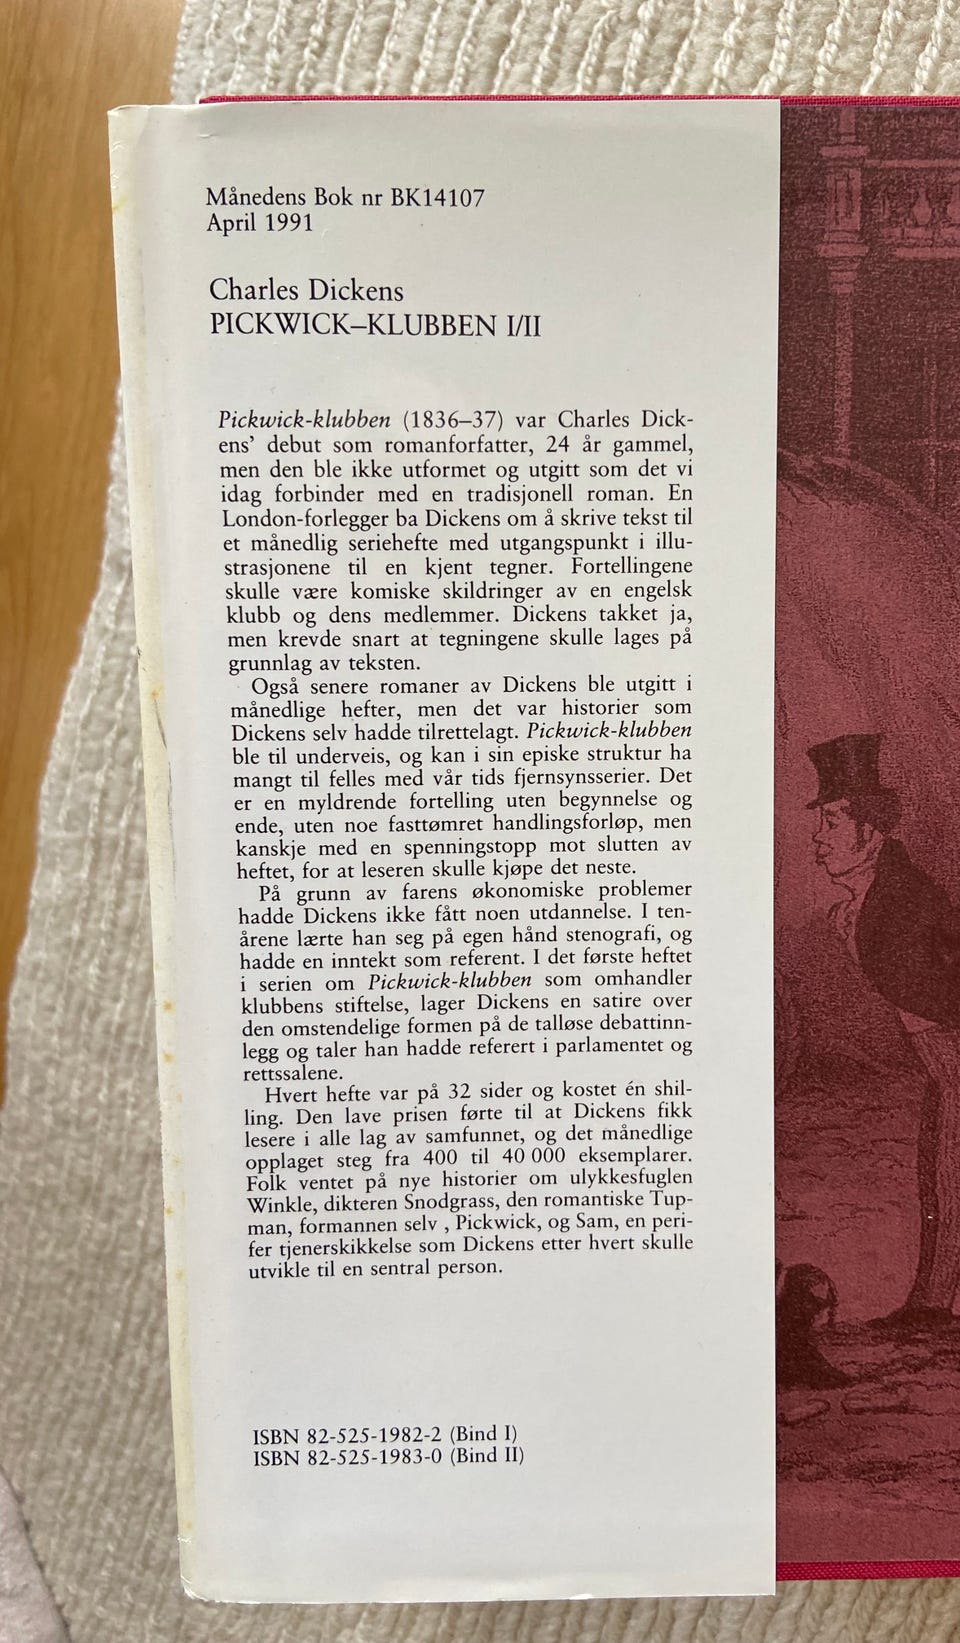 Månedens Bok nr BK14107
April 1991
Charles Dickens
PICKWICK–KLUBBEN I/II
Pickwick-klubben (1836–37) var Charles Dick-
ens’ debut som romanforfatter, 24 år gammel,
men den ble ikke utformet og utgitt som det vi
idag forbinder med en tradisjonell roman. En
London-forlegger ba Dickens om å skrive tekst til
et månedlig seriehefte med utgangspunkt i illu-
strasjonene til en kjent tegner. Fortellingene
skulle være komiske skildringer av en engelsk
klubb og dens medlemmer. Dickens takket ja,
men krevde snart at tegningene skulle lages på
grunnlag av teksten.
Også senere romaner av Dickens ble utgitt i
månedlige hefter, men det var historier som
Dickens selv hadde tilrettelagt. Pickwick-klubben
ble til underveis, og kan i sin episke struktur ha
mangt til felles med vår tids fjernsynsserier. Det
er en myldrende fortelling uten begynnelse og
ende, uten noe fasttømret handlingsforløp, men
kanskje med en spenningstopp mot slutten av
heftet, for at leseren skulle kjøpe det neste.
På grunn av farens økonomiske problemer
hadde Dickens ikke fått noen utdannelse. I ten-
årene lærte han seg på egen hånd stenografi, og
hadde en inntekt som referent. I det første heftet
i serien om Pickwick-klubben som omhandler
klubbens stiftelse, lager Dickens en satire over
den omstendelige formen på de talløse debattinn-
legg og taler han hadde referert i parlamentet og
rettssalene.
Hvert hefte var på 32 sider og kostet én shil-
ling. Den lave prisen førte til at Dickens fikk
lesere i alle lag av samfunnet, og det månedlige
opplaget steg fra 400 til 40 000 eksemplarer.
Folk ventet på nye historier om ulykkesfuglen
Winkle, dikteren Snodgrass, den romantiske Tup-
man, formannen selv , Pickwick, og Sam, en peri-
fer tjenerskikkelse som Dickens etter hvert skulle
utvikle til en sentral person.
ISBN 82-525-1982-2 (Bind I)
ISBN 82-525-1983-0 (Bind II)